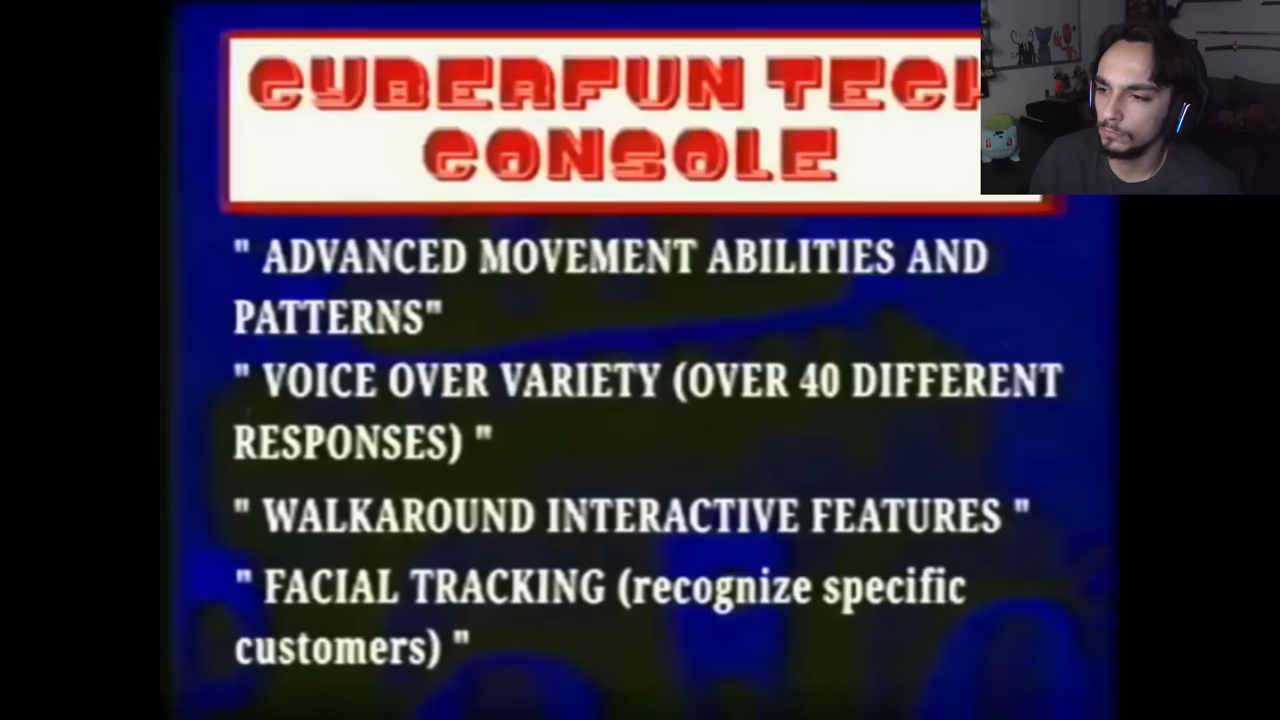 CYBERFUN TECH
CONSOLE
" ADVANCED MOVEMENT ABILITIES AND
PATTERNS"
" VOICE OVER VARIETY (OVER 40 DIFFERENT
RESPONSES) "
" WALKAROUND INTERACTIVE FEATURES "
" FACIAL TRACKING (recognize specific
customers) "